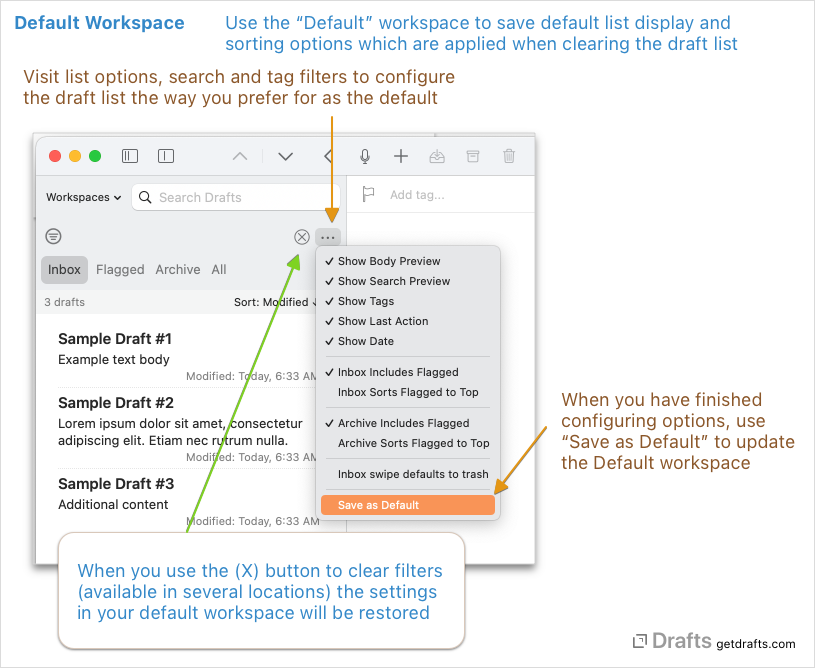 Default Workspace
Use the “Default” workspace to save default list display and
sorting options which are applied when clearing the draft list
Visit list options, search and tag filters to configure
the draft list the way you prefer for as the default
Workspaces
Search Drafts
Add tag...
Inbox
Flagged
Archive
All
3 drafts
Sort: Modified
Sample Draft #1
Example text body
Modified: Today, 6:33 AM
Sample Draft #2
Lorem ipsum dolor sit amet, consectetur
adipiscing elit. Etiam nec rutrum nulla.
Modified: Today, 6:33 AM
Sample Draft #3
Additional content
Modified: Today, 6:33 AM
✓ Show Body Preview
✓ Show Search Preview
✓ Show Tags
✓ Show Last Action
✓ Show Date
✓ Inbox Includes Flagged
Inbox Sorts Flagged to Top
✓ Archive Includes Flagged
Archive Sorts Flagged to Top
Inbox swipe defaults to trash
Save as Default
When you have finished
configuring options, use
“Save as Default” to update
the Default workspace
When you use the (X) button to clear filters
(available in several locations) the settings
in your default workspace will be restored
Drafts getdrafts.com